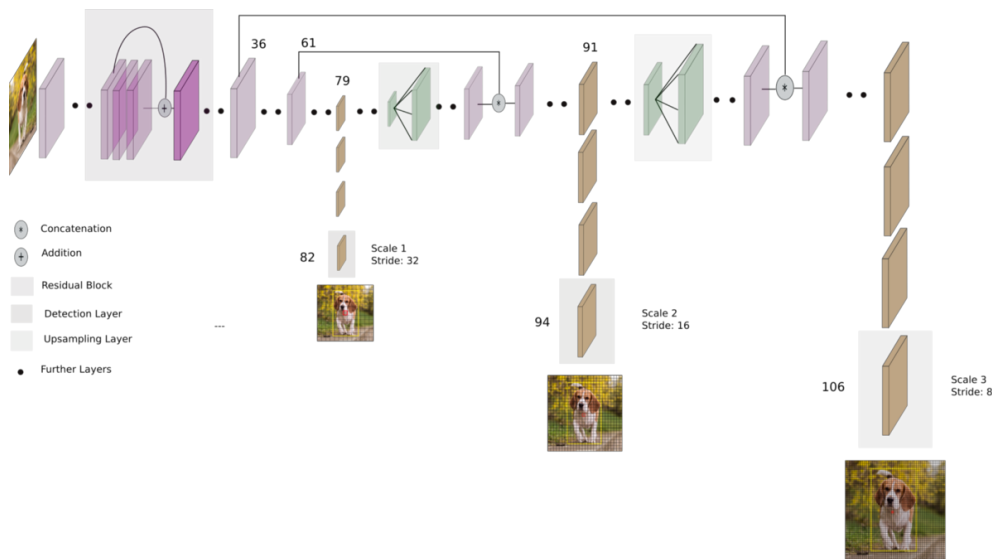 36
61
79
91
*
*
+
* Concatenation
+ Addition
Residual Block
Detection Layer
Upsampling Layer
Further Layers
---
82
Scale 1
Stride: 32
94
Scale 2
Stride: 16
106
Scale 3
Stride: 8